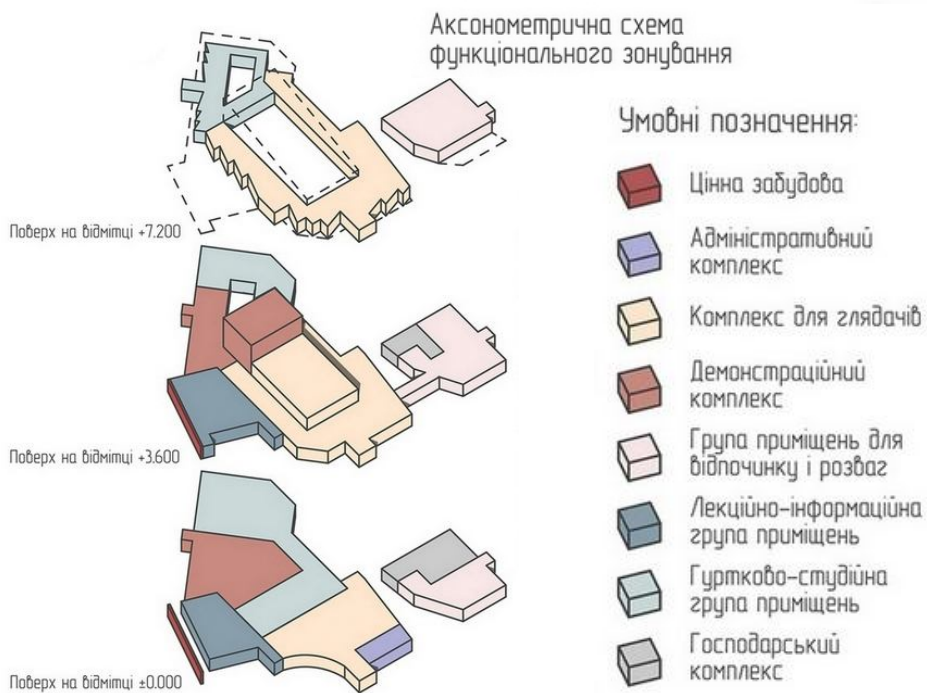 Аксонометрична схема
функціонального зонування
Умовні позначення:
Цінна забудова
Адміністративний
комплекс
Комплекс для глядачів
Демонстраційний
комплекс
Група приміщень для
відпочинку і розваг
Лекційно-інформаційна
група приміщень
Гуртково-студійна
група приміщень
Господарський
комплекс
Поверх на відмітці +7.200
Поверх на відмітці +3.600
Поверх на відмітці ±0.000